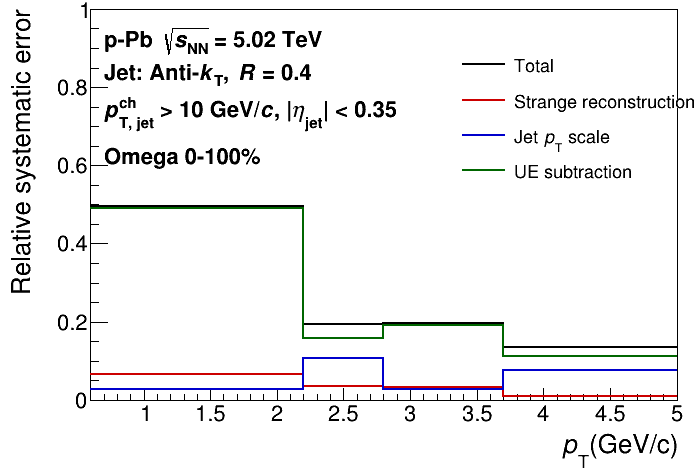 Relative systematic error
1
0.8
0.6
0.4
0.2
0
p-Pb √sNN = 5.02 TeV
Jet: Anti-kT, R = 0.4
p^ch_T, jet > 10 GeV/c, |ηjet| < 0.35
Omega 0-100%
Total
Strange reconstruction
Jet pT scale
UE subtraction
1 1.5 2 2.5 3 3.5 4 4.5 5
pT(GeV/c)